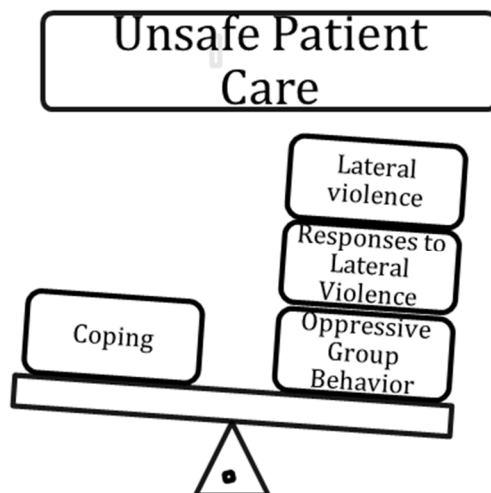 Unsafe Patient
Care
Lateral
violence
Responses to
Lateral
Violence
Coping
Oppressive
Group
Behavior